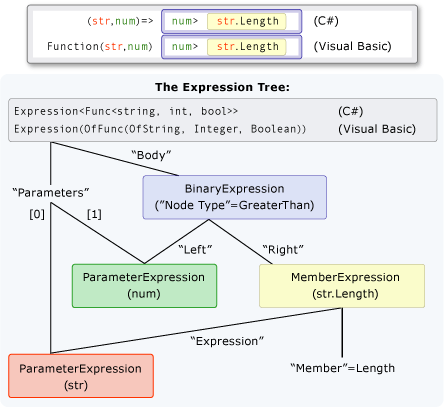 (str,num)=> num> str.Length (C#)
Function(str,num) num> str.Length (Visual Basic)
The Expression Tree:
Expression<Func<string, int, bool>> (C#)
Expression(OfFunc(OfString, Integer, Boolean)) (Visual Basic)
“Body”
“Parameters”
BinaryExpression
(”Node Type”=GreaterThan)
[0] [1]
“Left” “Right”
ParameterExpression
(num)
MemberExpression
(str.Length)
“Expression”
ParameterExpression
(str)
“Member”=Length